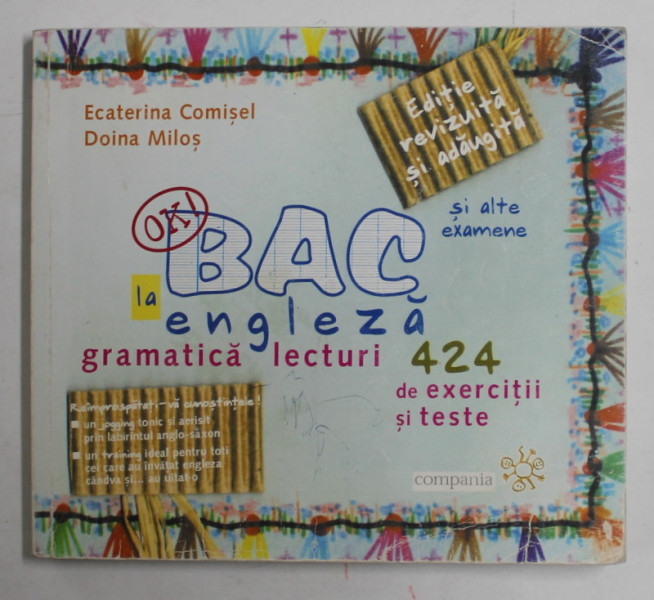 Ecaterina Comișel
Doina Miloș
Ediție
revizuită
și adăugită
și alte
examene
OK!
BAC
la
engleză
gramatică lecturi 424
de exerciții
și teste
Reîmprospătați-vă cunoștințele!
un jogging tonic și aerisit
prin labirintul anglo-saxon
un training ideal pentru toți
cei care au învățat engleza
cândva și... au uitat-o
compania